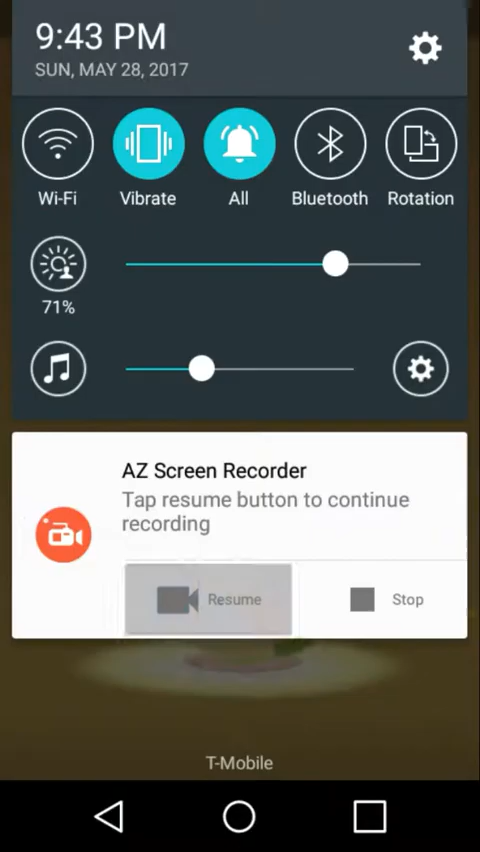 9:43 PM
SUN, MAY 28, 2017
Wi-Fi
Vibrate
All
Bluetooth
Rotation
71%
AZ Screen Recorder
Tap resume button to continue
recording
Resume
Stop
T-Mobile